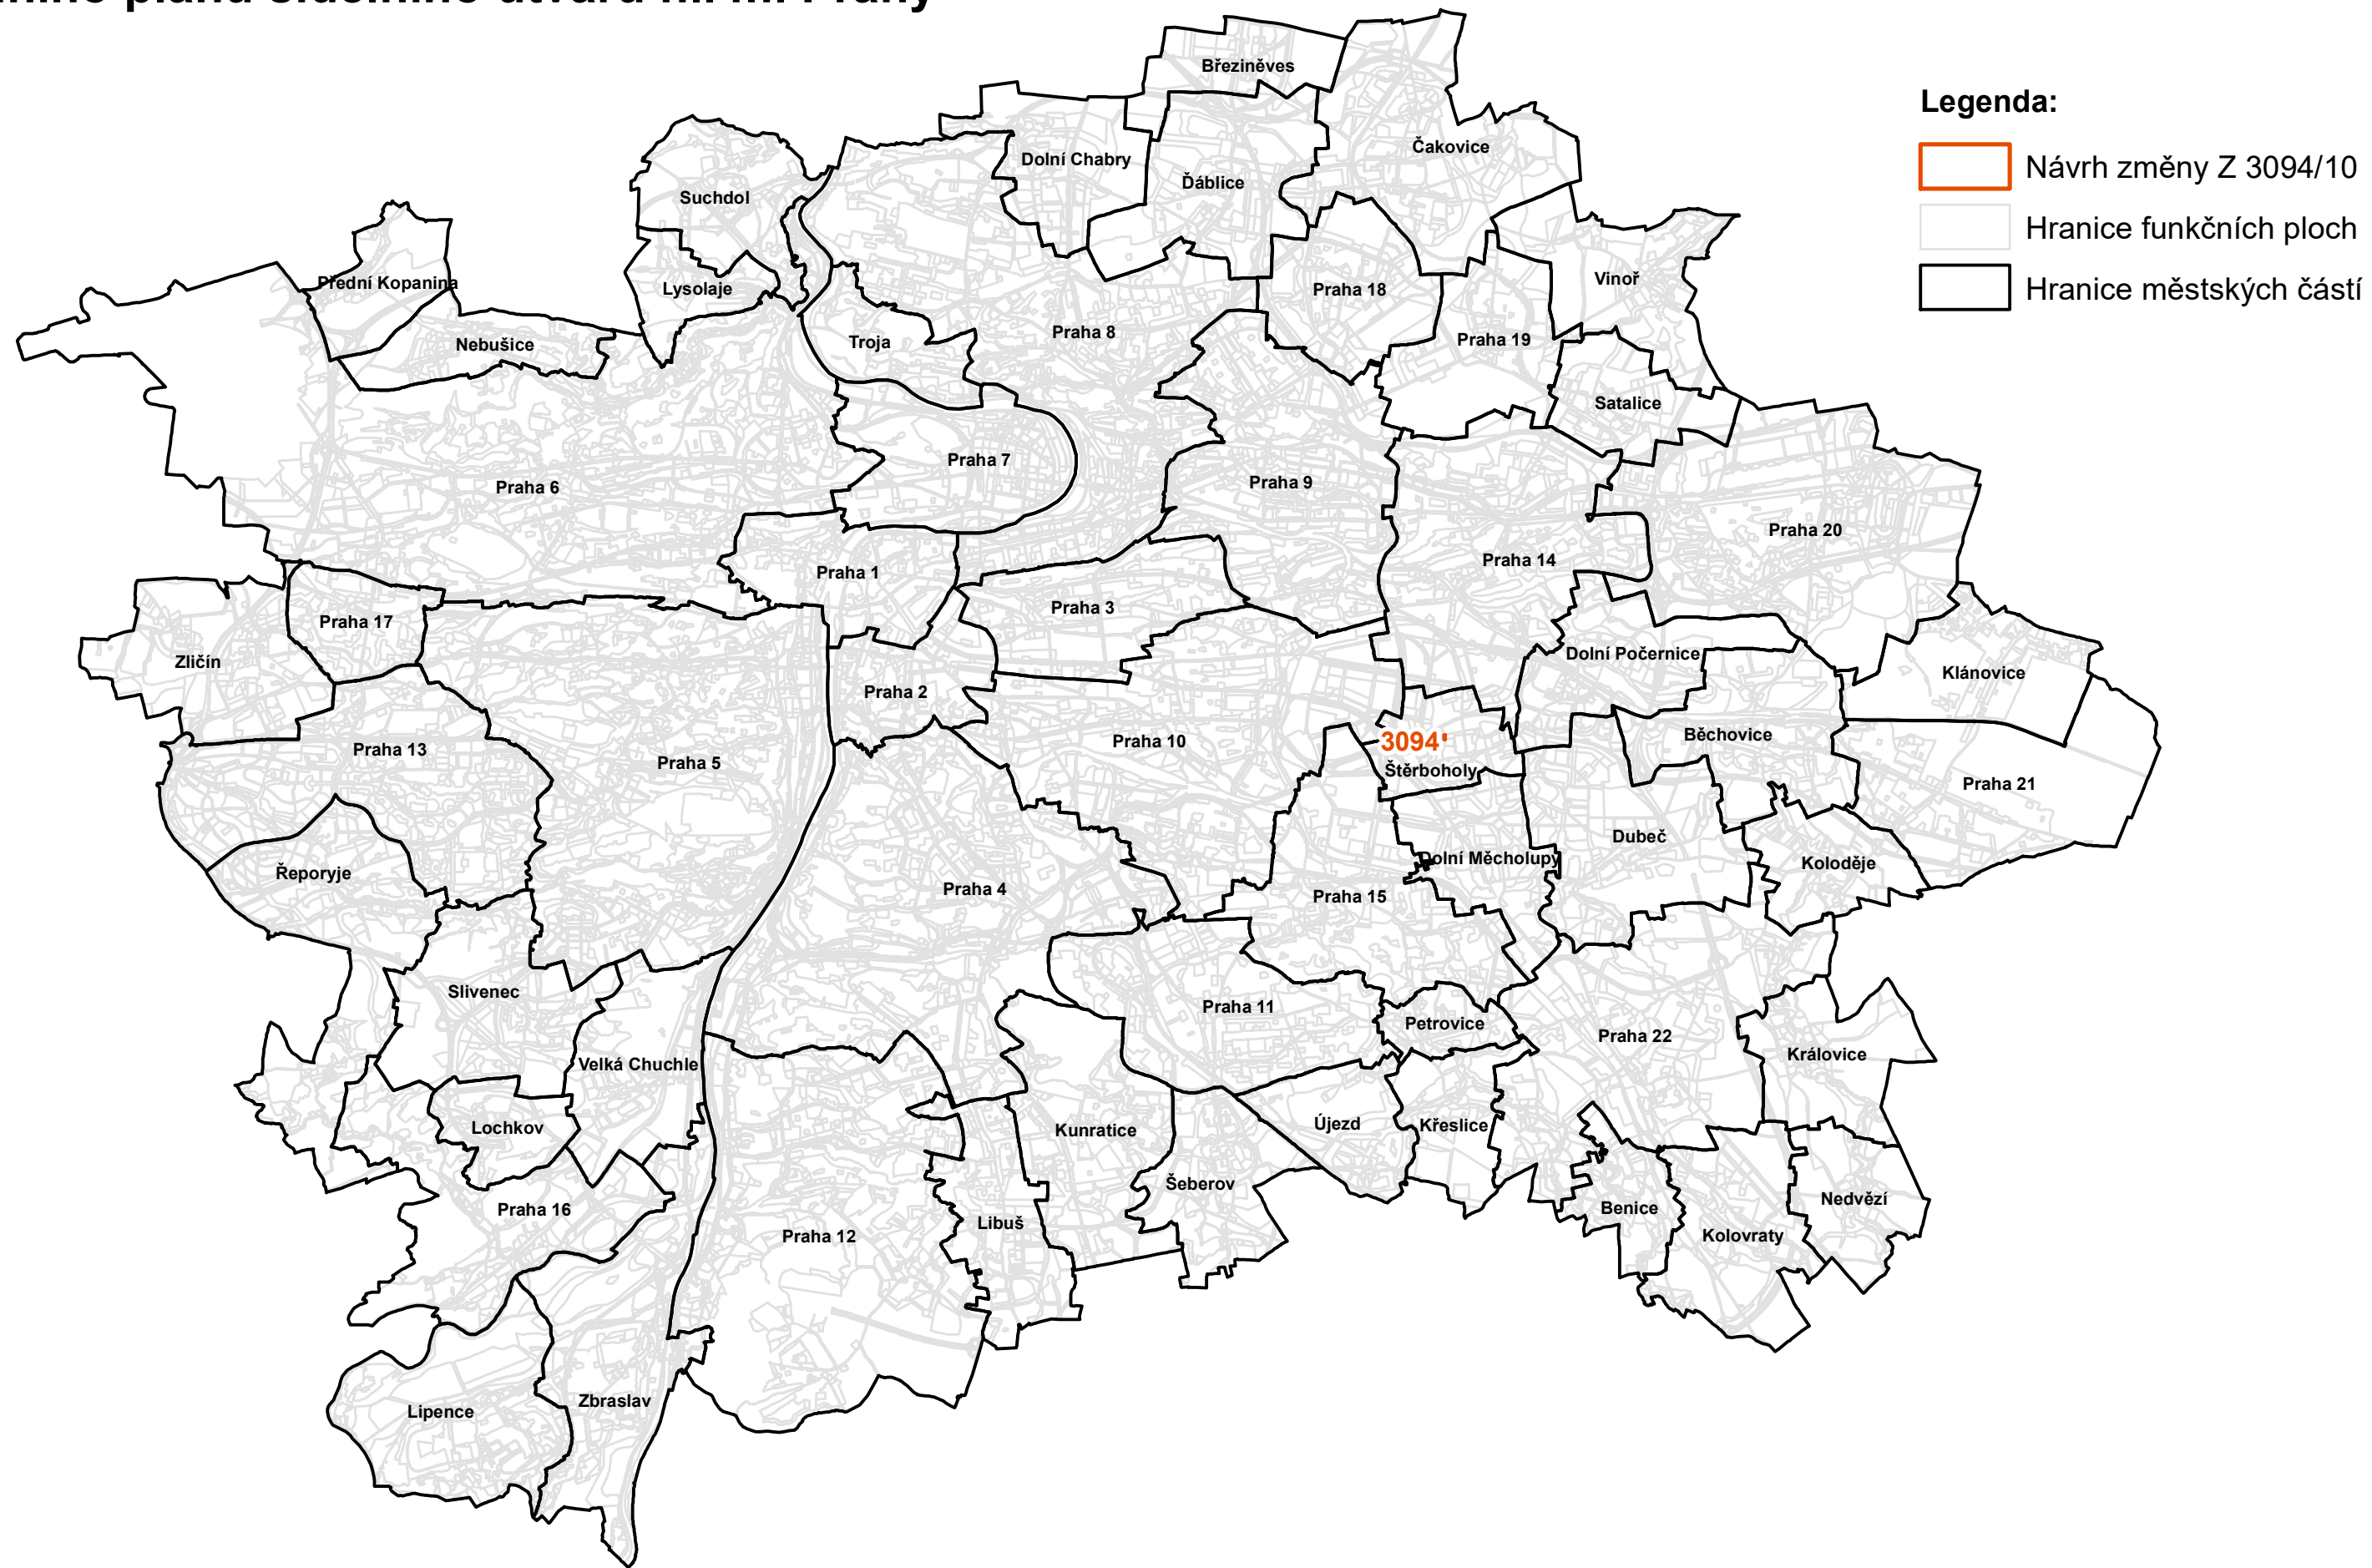 plánu sídelního útvaru hl. m. Prahy
Legenda:
Návrh změny Z 3094/10
Hranice funkčních ploch
Hranice městských částí
Březiněves
Čakovice
Dolní Chabry
Ďáblice
Suchdol
Vinoř
Přední Kopanina
Lysolaje
Praha 18
Praha 8
Praha 19
Troja
Nebušice
Satalice
Praha 7
Praha 9
Praha 6
Praha 20
Praha 14
Praha 1
Praha 3
Praha 17
Dolní Počernice
Zličín
Klánovice
Praha 2
Běchovice
3094
Praha 10
Praha 13
Praha 5
Štěrboholy
Praha 21
Dubeč
Dolní Měcholupy
Koloděje
Řeporyje
Praha 4
Praha 15
Slivenec
Praha 11
Petrovice
Praha 22
Královice
Velká Chuchle
Újezd
Křeslice
Lochkov
Kunratice
Šeberov
Nedvězí
Praha 16
Benice
Libuš
Praha 12
Kolovraty
Zbraslav
Lipence